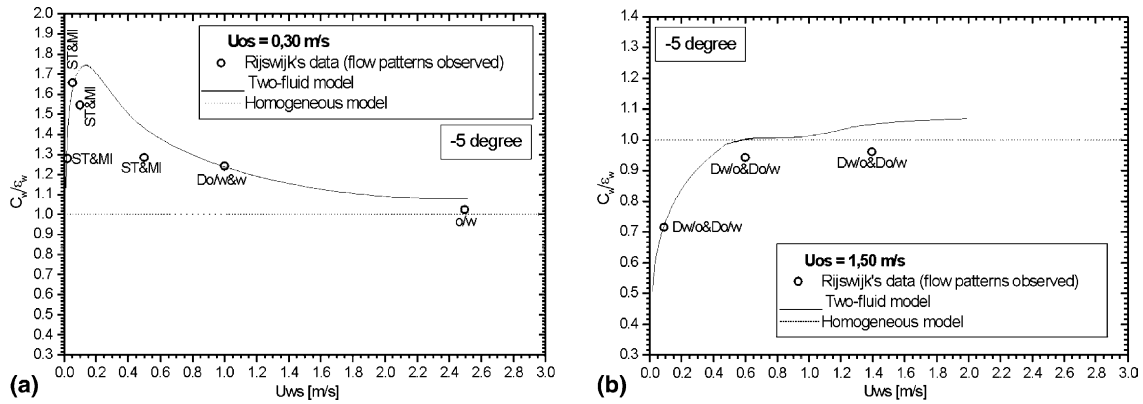 (a)
C_w/ε_w
2.0
1.9
1.8
1.7
1.6
1.5
1.4
1.3
1.2
1.1
1.0
0.9
0.8
0.7
0.6
0.5
0.4
0.3
0.0 0.2 0.4 0.6 0.8 1.0 1.2 1.4 1.6 1.8 2.0 2.2 2.4 2.6 2.8 3.0
Uws [m/s]
Uos = 0,30 m/s
Rijswijk's data (flow patterns observed)
Two-fluid model
Homogeneous model
-5 degree
ST&MI
ST&MI
ST&MI
ST&MI
Do/w&w
o/w
(b)
C_w/ε_w
1.4
1.3
1.2
1.1
1.0
0.9
0.8
0.7
0.6
0.5
0.4
0.3
0.0 0.2 0.4 0.6 0.8 1.0 1.2 1.4 1.6 1.8 2.0 2.2 2.4 2.6 2.8 3.0
Uws [m/s]
-5 degree
Dw/o&Do/w
Dw/o&Do/w
Dw/o&Do/w
Uos = 1,50 m/s
Rijswijk's data (flow patterns observed)
Two-fluid model
Homogeneous model